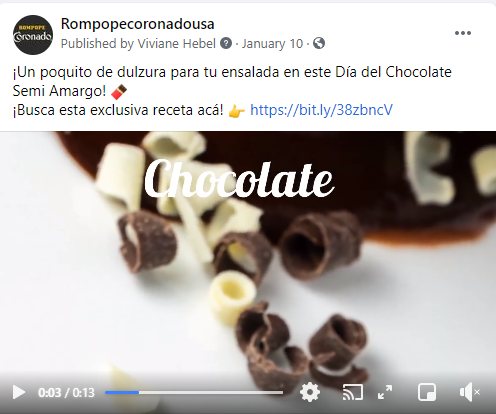 Rompopecoronadousa
Published by Viviane Hebel · January 10 ·
¡Un poquito de dulzura para tu ensalada en este Día del Chocolate
Semi Amargo! 🍫
¡Busca esta exclusiva receta acá! 👉 https://bit.ly/38zbncV
ROMPOPE
Coronado
Chocolate
0:03 / 0:13